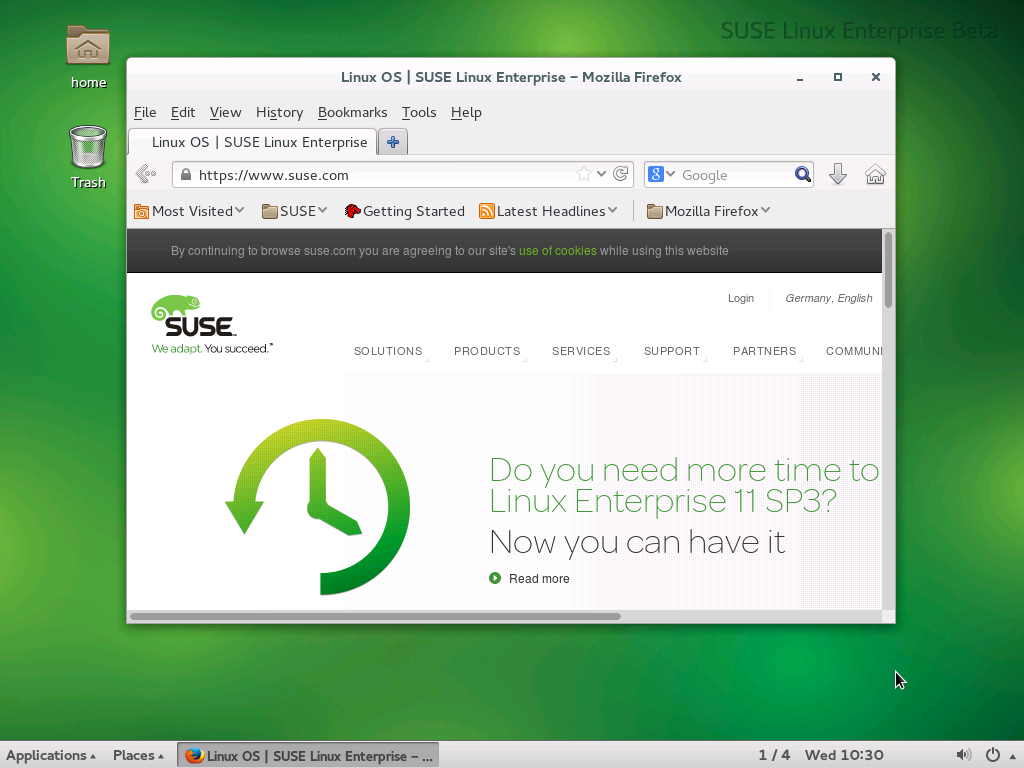 SUSE Linux Enterprise Beta
home
Trash
Linux OS | SUSE Linux Enterprise – Mozilla Firefox
File Edit View History Bookmarks Tools Help
Linux OS | SUSE Linux Enterprise
https://www.suse.com
8 Google
Most Visited SUSE Getting Started Latest Headlines Mozilla Firefox
By continuing to browse suse.com you are agreeing to our site's use of cookies while using this website
Login Germany, English
SUSE
We adapt. You succeed.™
SOLUTIONS PRODUCTS SERVICES SUPPORT PARTNERS COMMUN
Do you need more time to
Linux Enterprise 11 SP3?
Now you can have it
Read more
Applications Places Linux OS | SUSE Linux Enterprise – ... 1 / 4 Wed 10:30